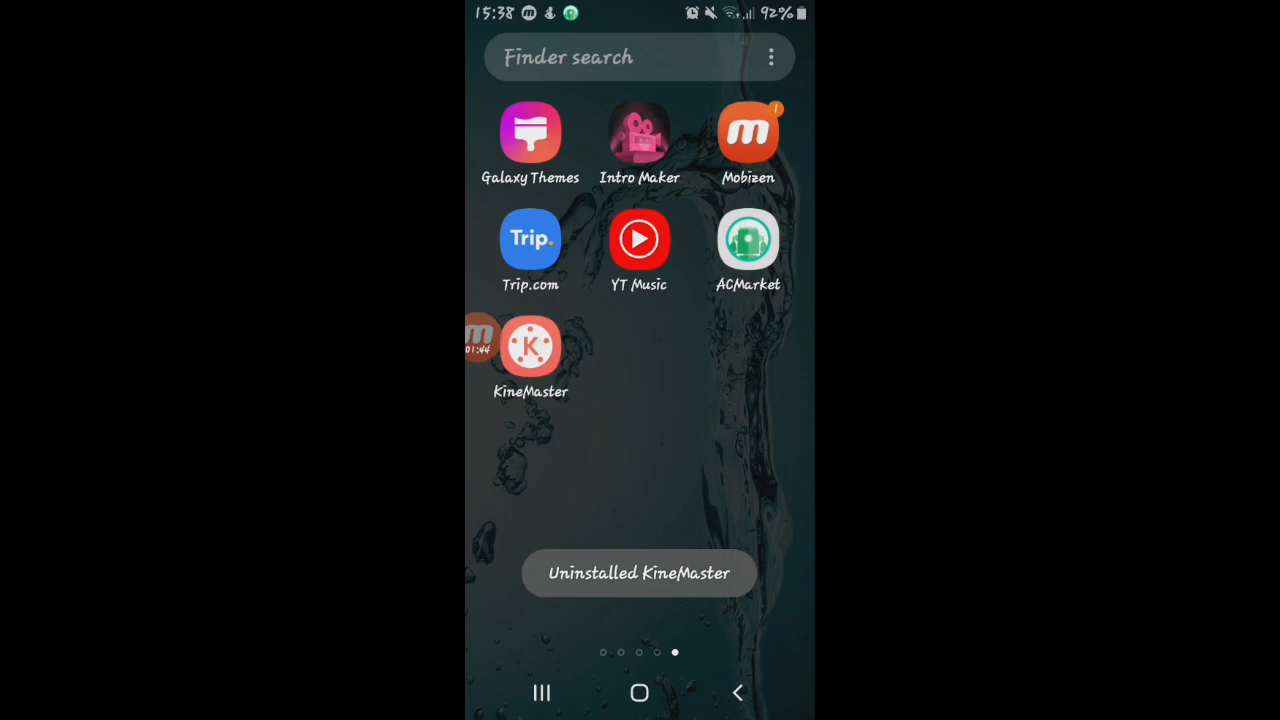 15:38 92%
Finder search
1
m
Galaxy Themes Intro Maker Mobizen
Trip.
Trip.com YT Music ACMarket
m
01:44
K
KineMaster
Uninstalled KineMaster